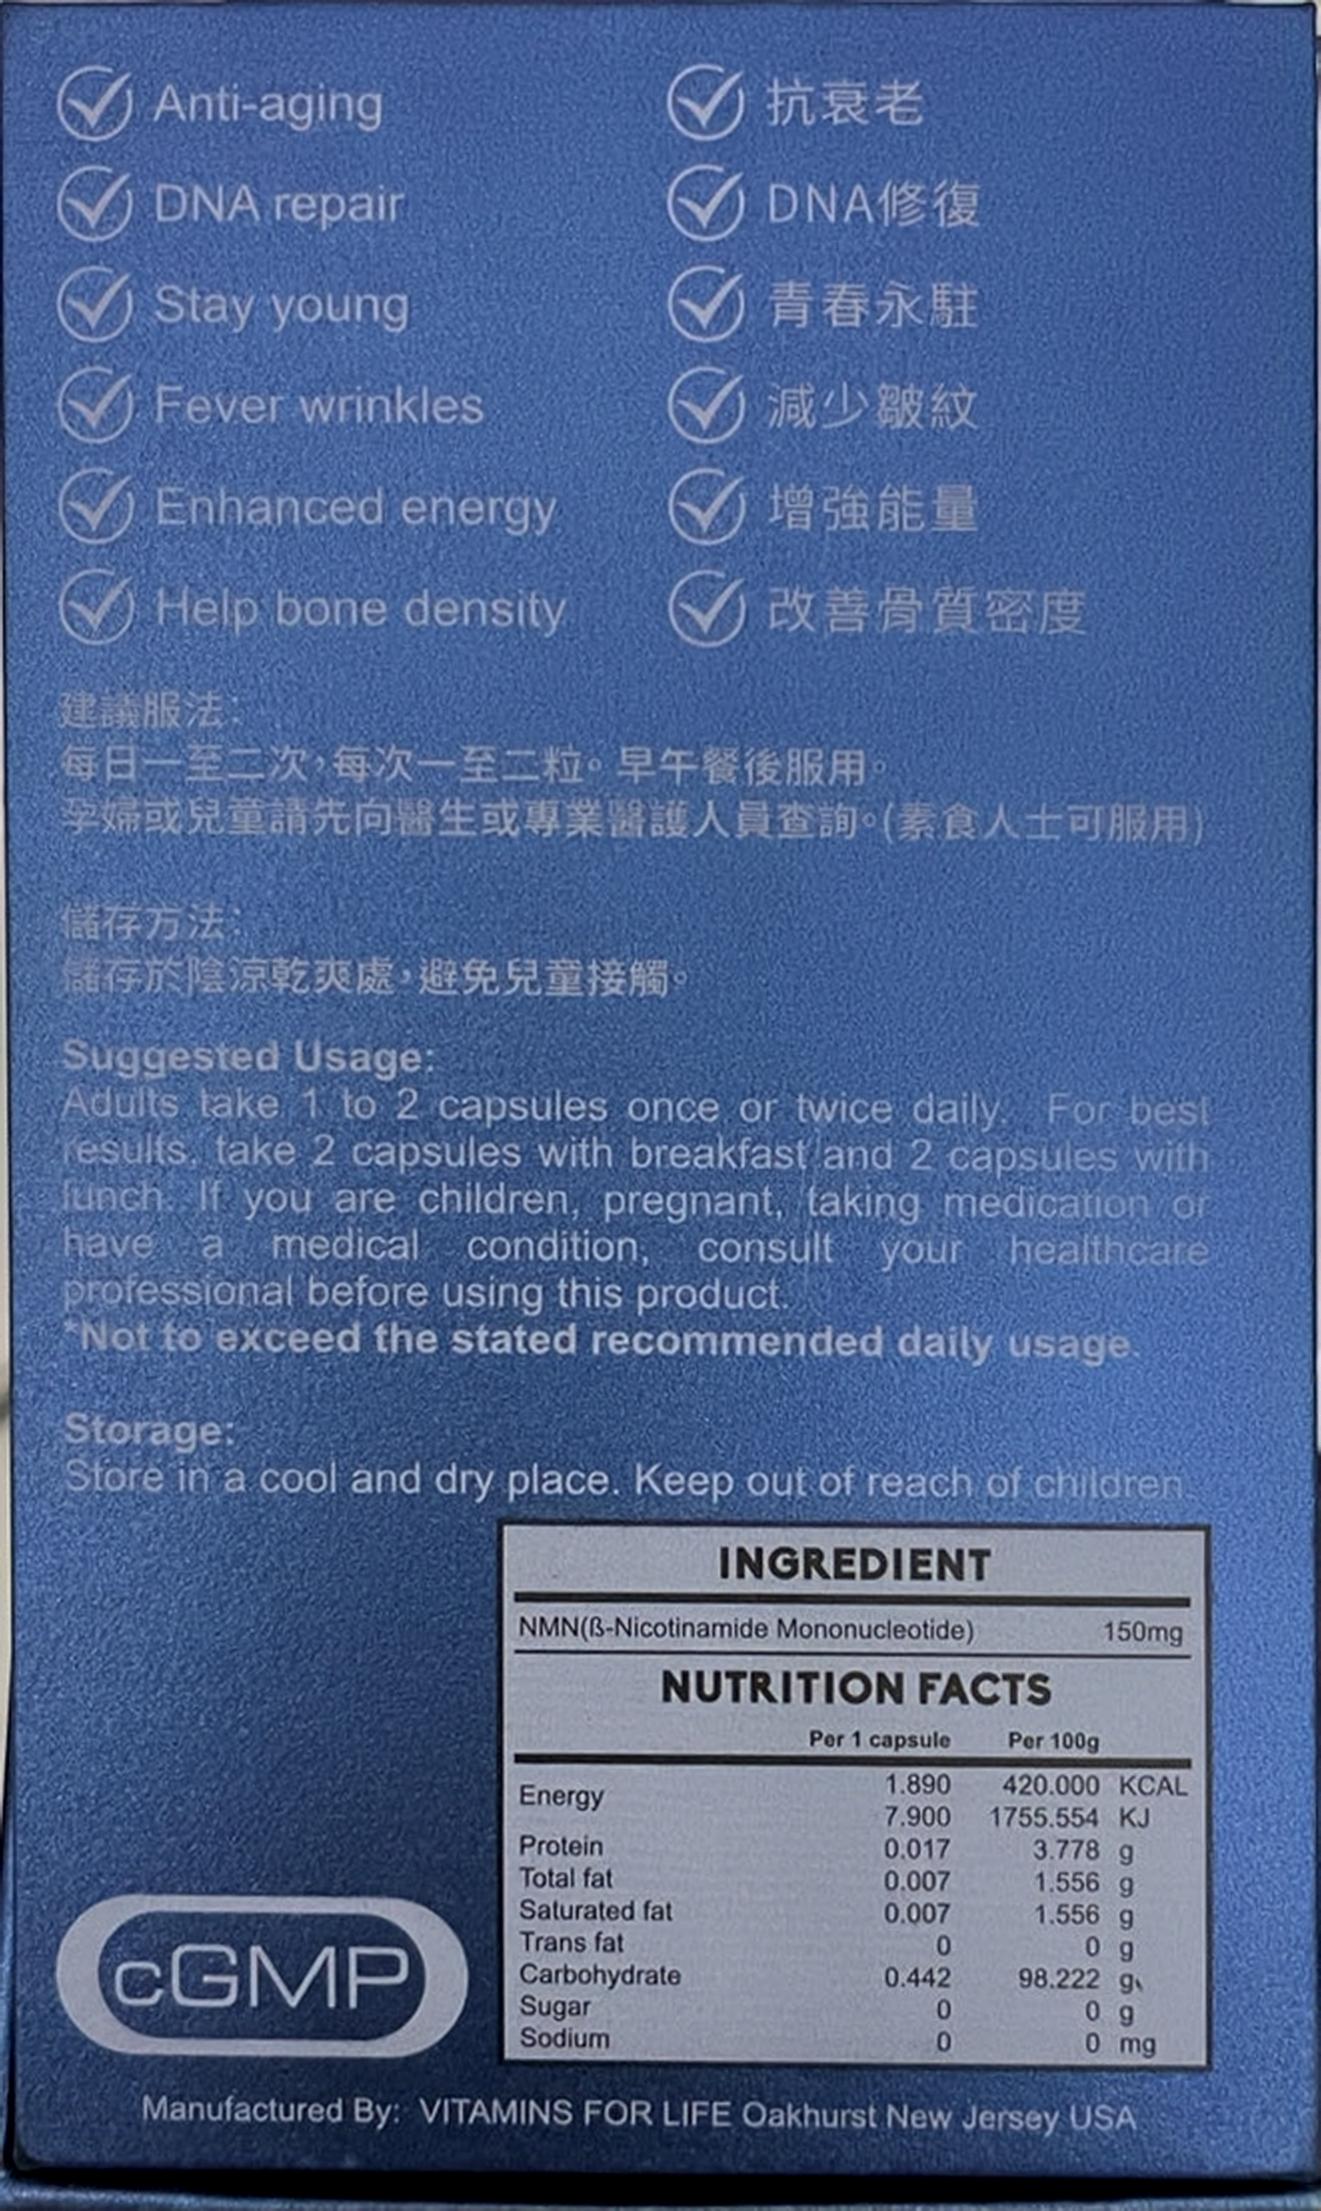 Anti-aging
抗衰老
DNA repair
DNA修復
Stay young
青春永駐
Fever wrinkles
減少皺紋
Enhanced energy
增強能量
Help bone density
改善骨質密度
建議服法：
每日一至二次，每次一至二粒。早午餐後服用。
孕婦或兒童請先向醫生或專業醫護人員查詢。(素食人士可服用)
儲存方法：
儲存於陰涼乾爽處，避免兒童接觸。
Suggested Usage:
Adults take 1 to 2 capsules once or twice daily. For best
results, take 2 capsules with breakfast and 2 capsules with
lunch. If you are children, pregnant, taking medication or
have a medical condition, consult your healthcare
professional before using this product.
*Not to exceed the stated recommended daily usage.
Storage:
Store in a cool and dry place. Keep out of reach of children.
INGREDIENT
NMN(ß-Nicotinamide Mononucleotide) 150mg
NUTRITION FACTS
Per 1 capsule Per 100g
Energy 1.890 420.000 KCAL
7.900 1755.554 KJ
Protein 0.017 3.778 g
Total fat 0.007 1.556 g
Saturated fat 0.007 1.556 g
Trans fat 0 0 g
Carbohydrate 0.442 98.222 g
Sugar 0 0 g
Sodium 0 0 mg
cGMP
Manufactured By: VITAMINS FOR LIFE Oakhurst New Jersey USA